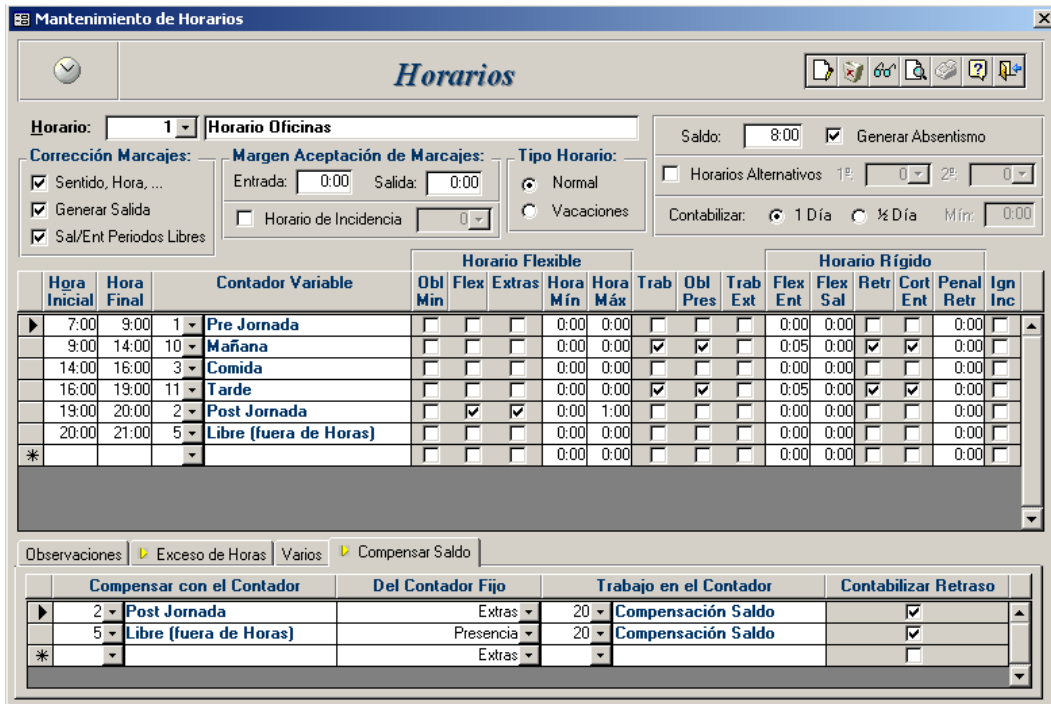 Mantenimiento de Horarios
Horarios
Horario: 1 Horario Oficinas
Saldo: 8:00 Generar Absentismo
Corrección Marcajes:
Sentido, Hora, ...
Generar Salida
Sal/Ent Periodos Libres
Margen Aceptación de Marcajes:
Entrada: 0:00 Salida: 0:00
Horario de Incidencia 0
Tipo Horario:
Normal
Vacaciones
Horarios Alternativos 1º: 0 2º: 0
Contabilizar: 1 Día ½ Día Mín: 0:00
Horario Flexible Horario Rígido
Hora Hora Contador Variable Obl Flex Extras Hora Hora Trab Obl Trab Flex Flex Retr Cort Penal Ign
Inicial Final Min Mín Máx Pres Ext Ent Sal Ent Retr Inc
7:00 9:00 1 Pre Jornada 0:00 0:00 0:00 0:00 0:00
9:00 14:00 10 Mañana 0:00 0:00 0:05 0:00 0:00
14:00 16:00 3 Comida 0:00 0:00 0:00 0:00 0:00
16:00 19:00 11 Tarde 0:00 0:00 0:05 0:00 0:00
19:00 20:00 2 Post Jornada 0:00 1:00 0:00 0:00 0:00
20:00 21:00 5 Libre (fuera de Horas) 0:00 0:00 0:00 0:00 0:00
0:00 0:00 0:00 0:00 0:00
Observaciones Exceso de Horas Varios Compensar Saldo
Compensar con el Contador Del Contador Fijo Trabajo en el Contador Contabilizar Retraso
2 Post Jornada Extras 20 Compensación Saldo
5 Libre (fuera de Horas) Presencia 20 Compensación Saldo
Extras